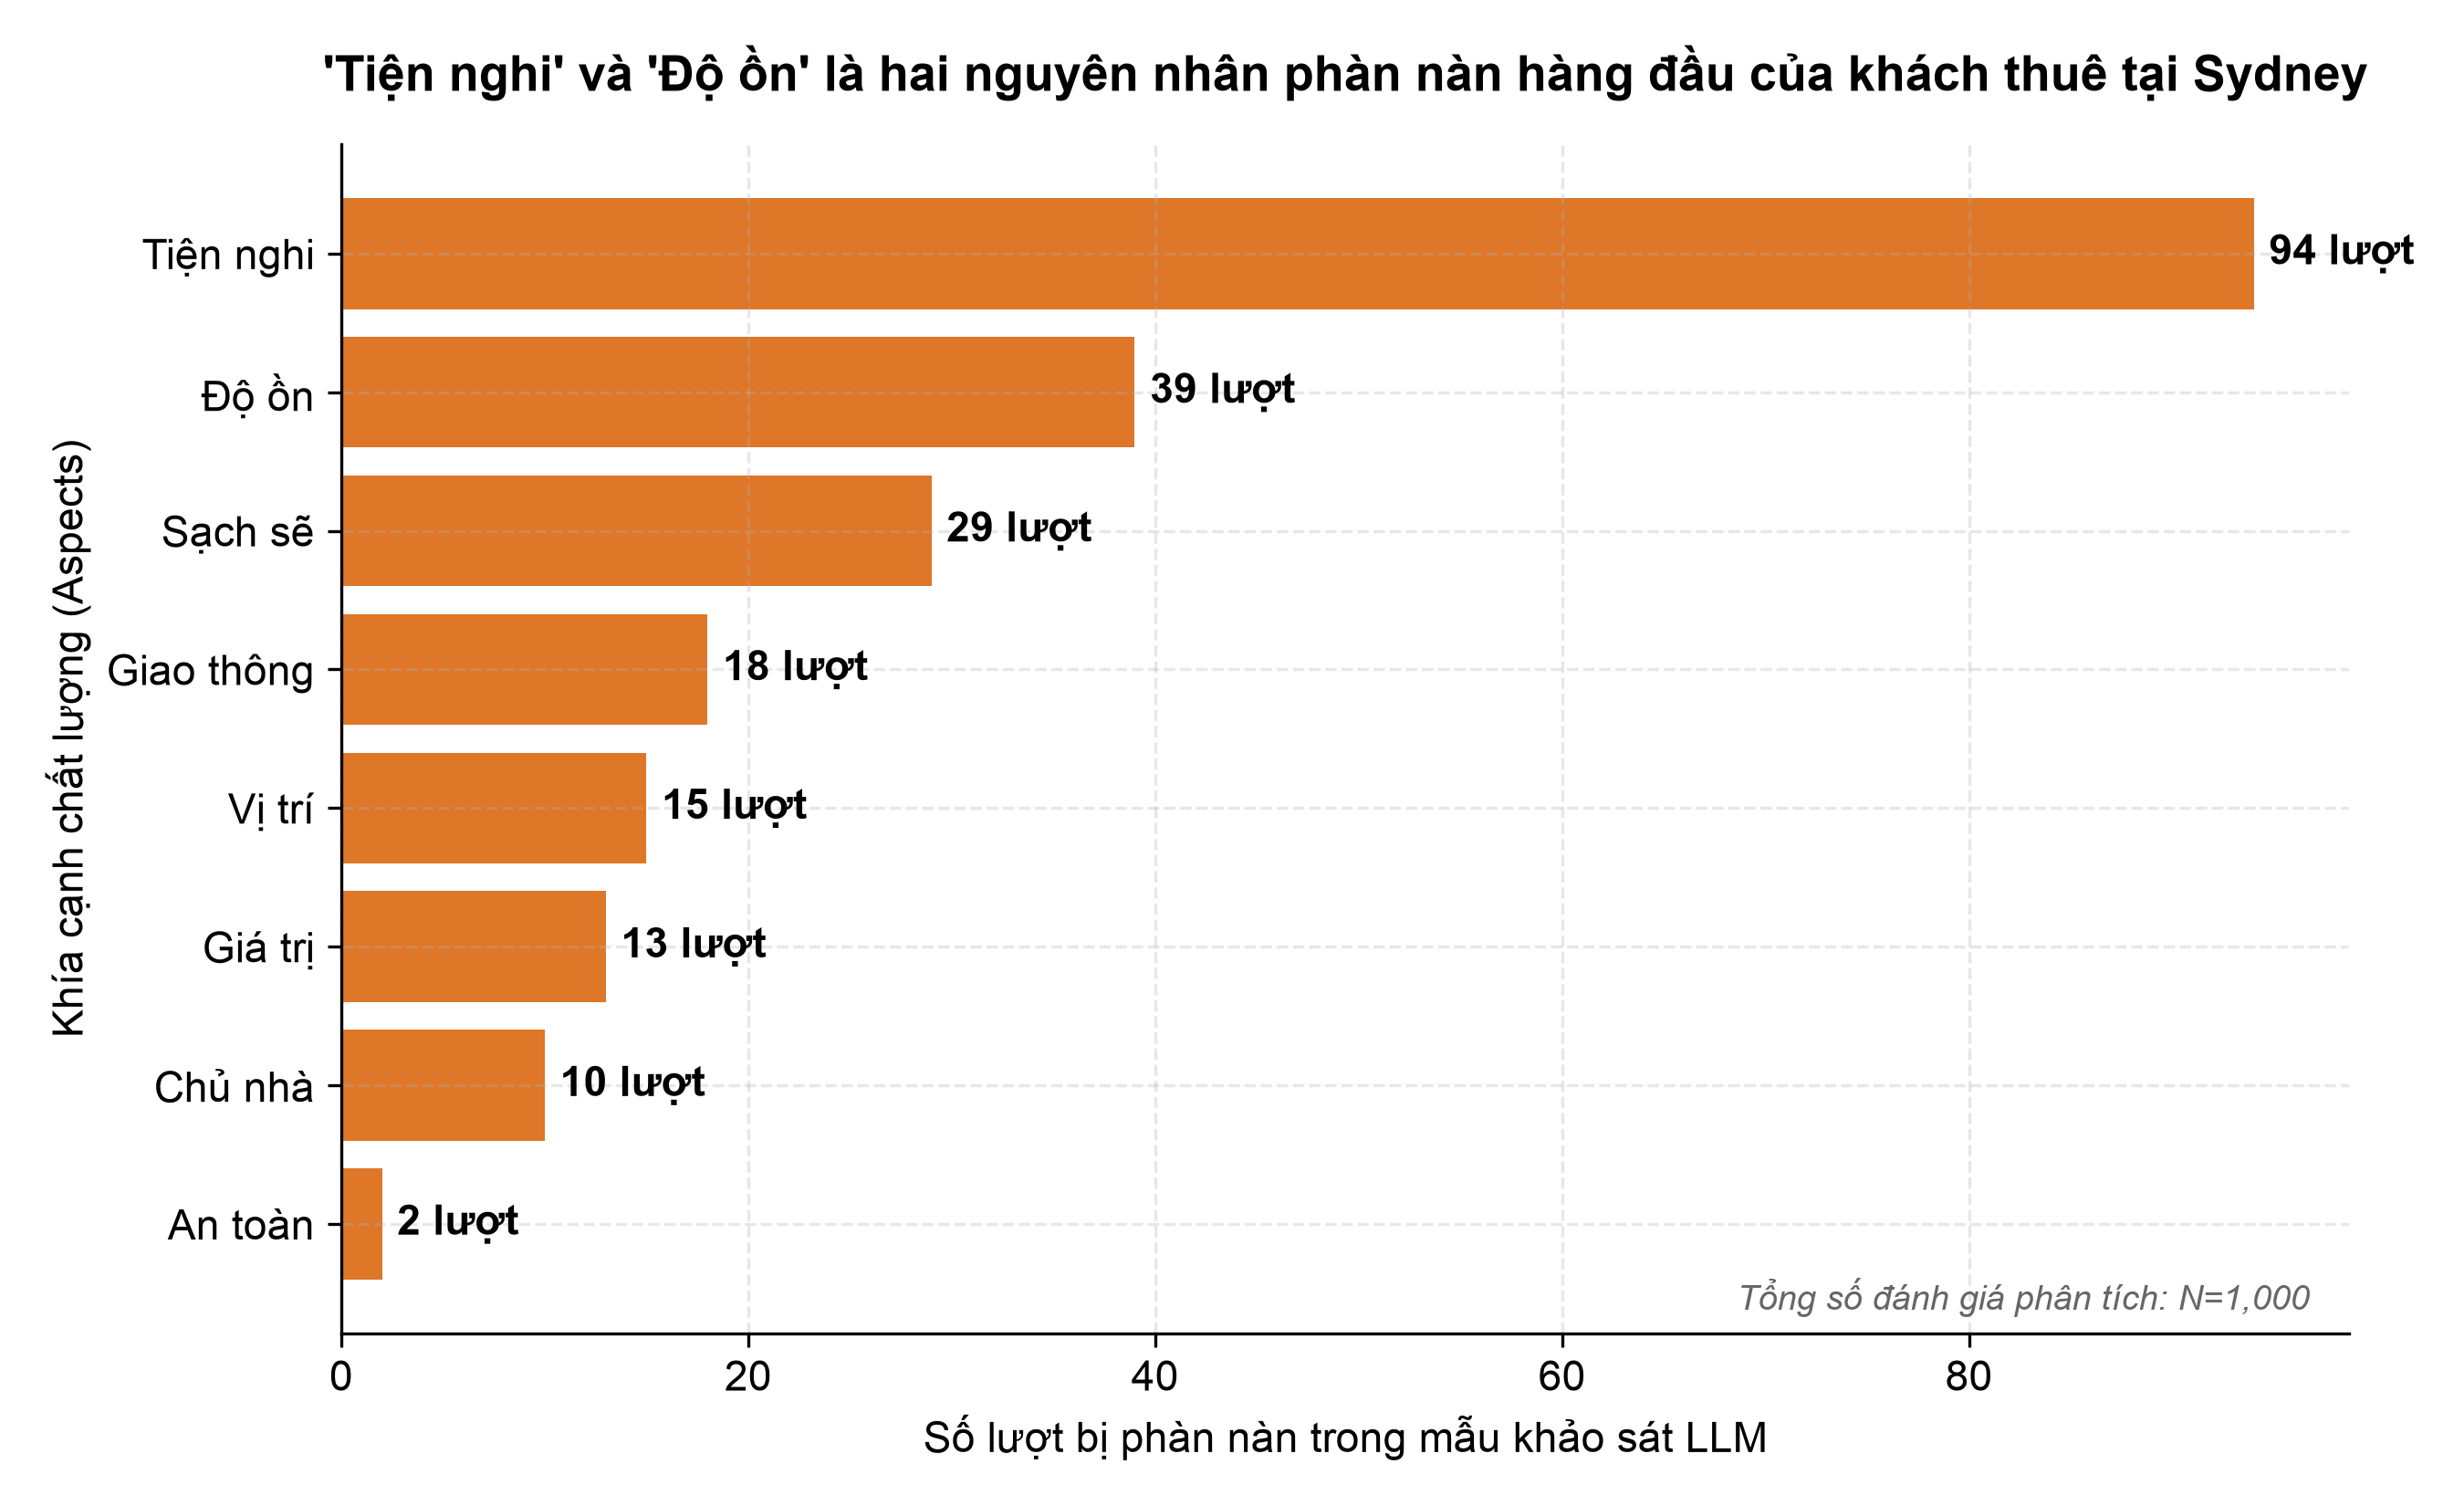 'Tiện nghi' và 'Độ ồn' là hai nguyên nhân phàn nàn hàng đầu của khách thuê tại Sydney
Khía cạnh chất lượng (Aspects)
Tiện nghi
94 lượt
Độ ồn
39 lượt
Sạch sẽ
29 lượt
Giao thông
18 lượt
Vị trí
15 lượt
Giá trị
13 lượt
Chủ nhà
10 lượt
An toàn
2 lượt
Tổng số đánh giá phân tích: N=1,000
0 20 40 60 80
Số lượt bị phàn nàn trong mẫu khảo sát LLM